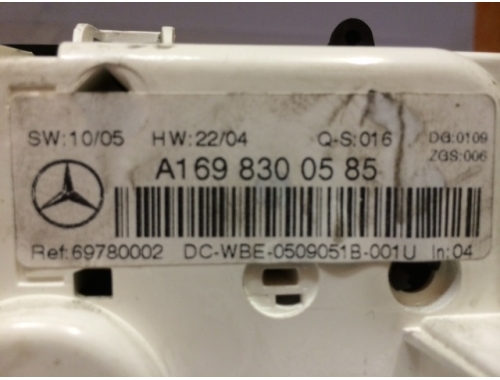 SW:10/05 HW:22/04 Q-S:016 DG:0109
ZGS:006
A169 830 05 85
Ref:69780002 DC-WBE-0509051B-001U In:04